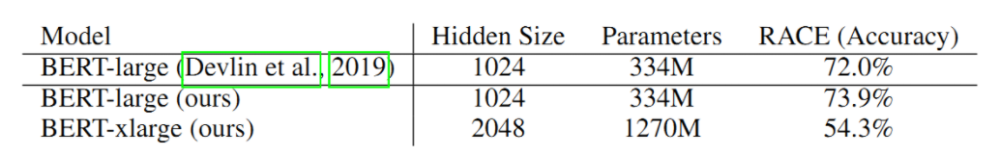 Model Hidden Size Parameters RACE (Accuracy)
BERT-large (Devlin et al., 2019) 1024 334M 72.0%
BERT-large (ours) 1024 334M 73.9%
BERT-xlarge (ours) 2048 1270M 54.3%